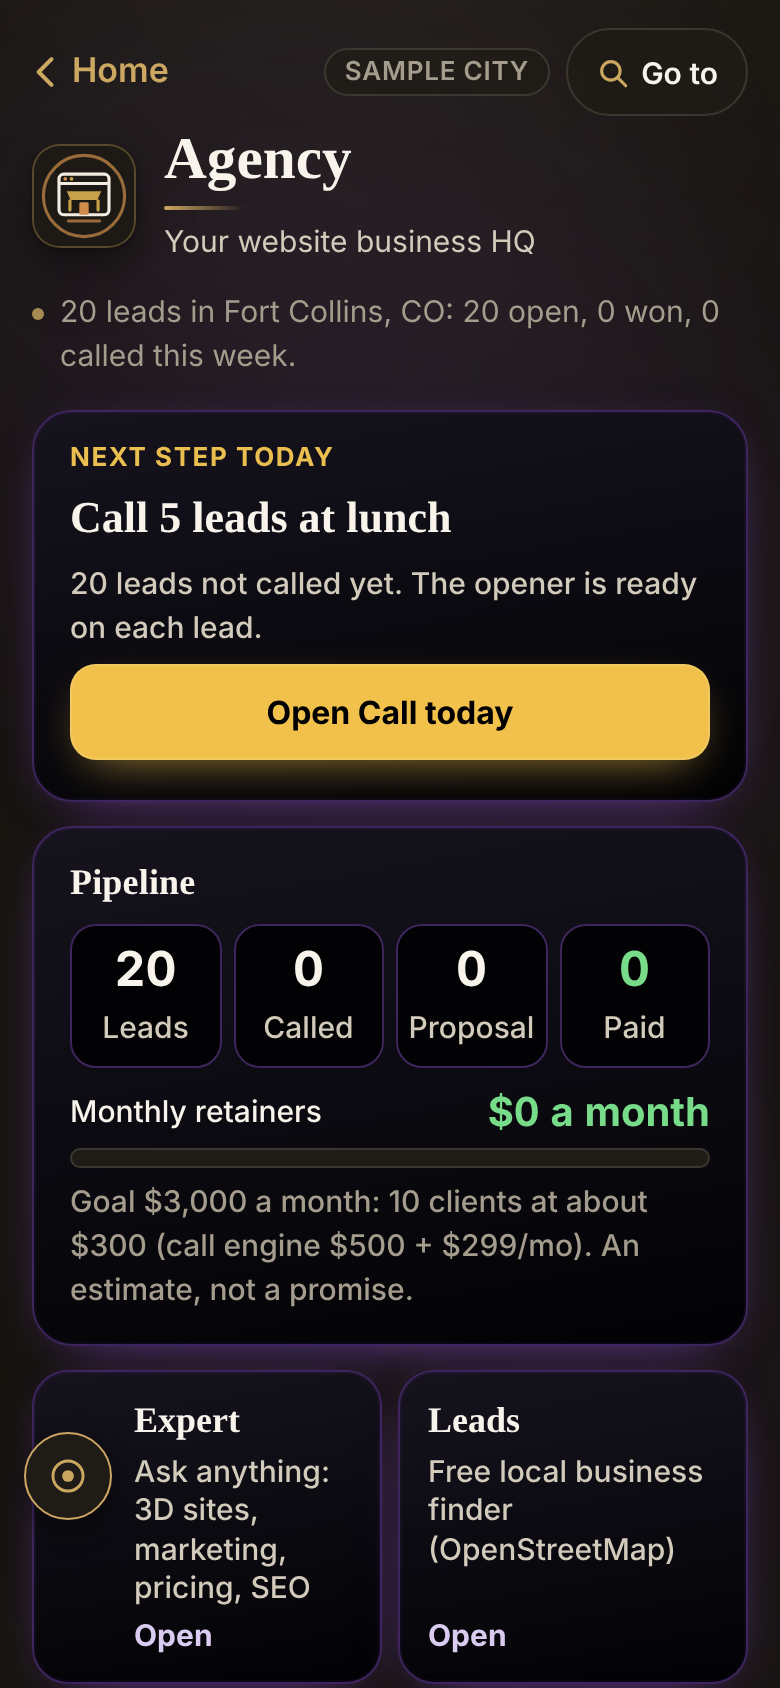 Home
SAMPLE CITY
Go to
Agency
Your website business HQ
20 leads in Fort Collins, CO: 20 open, 0 won, 0
called this week.
NEXT STEP TODAY
Call 5 leads at lunch
20 leads not called yet. The opener is ready
on each lead.
Open Call today
Pipeline
20
Leads
0
Called
0
Proposal
0
Paid
Monthly retainers
$0 a month
Goal $3,000 a month: 10 clients at about
$300 (call engine $500 + $299/mo). An
estimate, not a promise.
Expert
Ask anything:
3D sites,
marketing,
pricing, SEO
Open
Leads
Free local business
finder
(OpenStreetMap)
Open